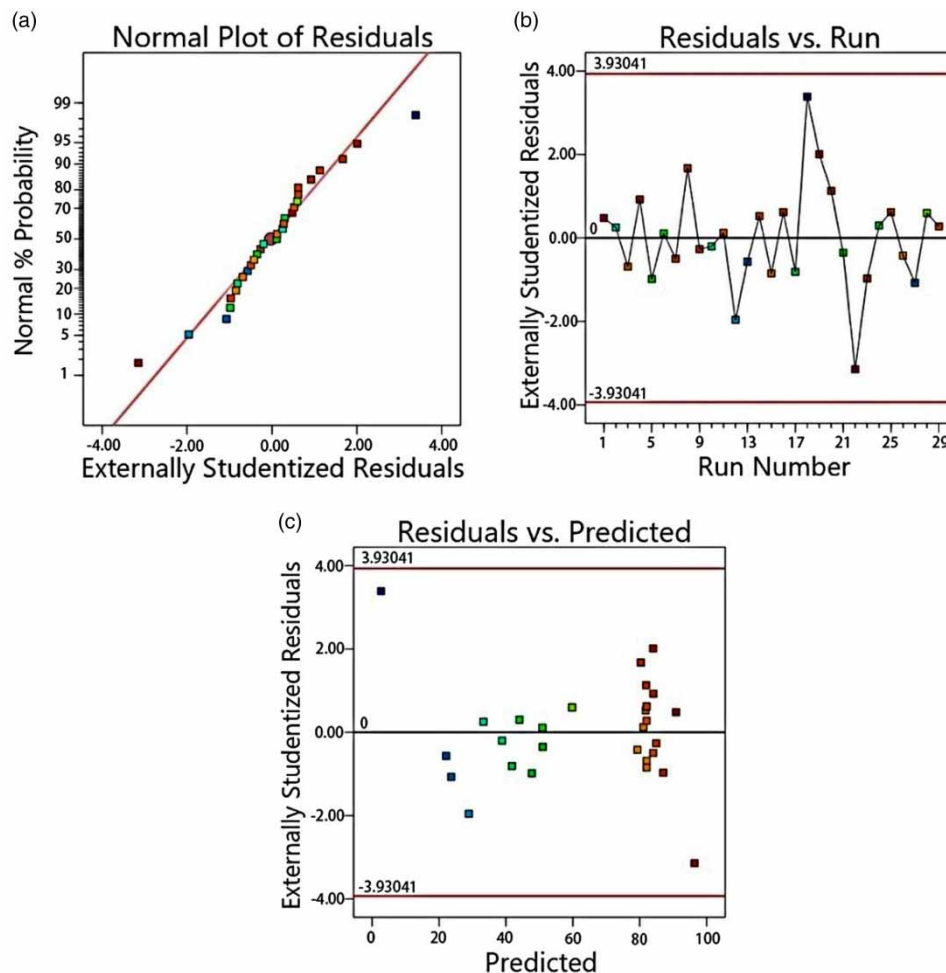 (a)
Normal Plot of Residuals
Normal % Probability
99
95
90
80
70
50
30
20
10
5
1
-4.00 -2.00 0.00 2.00 4.00
Externally Studentized Residuals
(b)
Residuals vs. Run
Externally Studentized Residuals
4.00
2.00
0.00
-2.00
-4.00
3.93041
0
-3.93041
1 5 9 13 17 21 25 29
Run Number
(c)
Residuals vs. Predicted
Externally Studentized Residuals
4.00
2.00
0.00
-2.00
-4.00
3.93041
0
-3.93041
0 20 40 60 80 100
Predicted